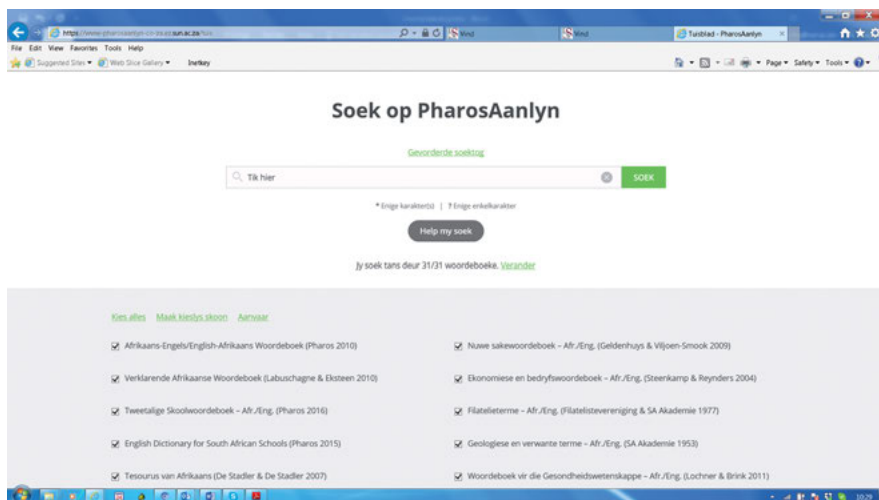 Vind
Vind
Tuisblad - PharosAanlyn
File Edit View Favorites Tools Help
Suggested Sites Web Slice Gallery Inetkey
Page Safety Tools
Soek op PharosAanlyn
Gevorderde soektog
Tik hier
SOEK
* Enige karakter(s) | ? Enige enkelkarakter
Help my soek
Jy soek tans deur 31/31 woordeboeke. Verander
Kies alles Maak kieslys skoon Aanvaar
Afrikaans-Engels/English-Afrikaans Woordeboek (Pharos 2010)
Nuwe sakewoordeboek – Afr./Eng. (Geldenhuys & Viljoen-Smook 2009)
Verklarende Afrikaanse Woordeboek (Labuschagne & Eksteen 2010)
Ekonomiese en bedryfswoordeboek – Afr./Eng. (Steenkamp & Reynders 2004)
Tweetalige Skoolwoordeboek – Afr./Eng. (Pharos 2016)
Filatelieterme – Afr./Eng. (Filatelistevereniging & SA Akademie 1977)
English Dictionary for South African Schools (Pharos 2015)
Geologiese en verwante terme – Afr./Eng. (SA Akademie 1953)
Tesourus van Afrikaans (De Stadler & De Stadler 2007)
Woordeboek vir die Gesondheidswetenskappe – Afr./Eng. (Lochner & Brink 2011)
10:29